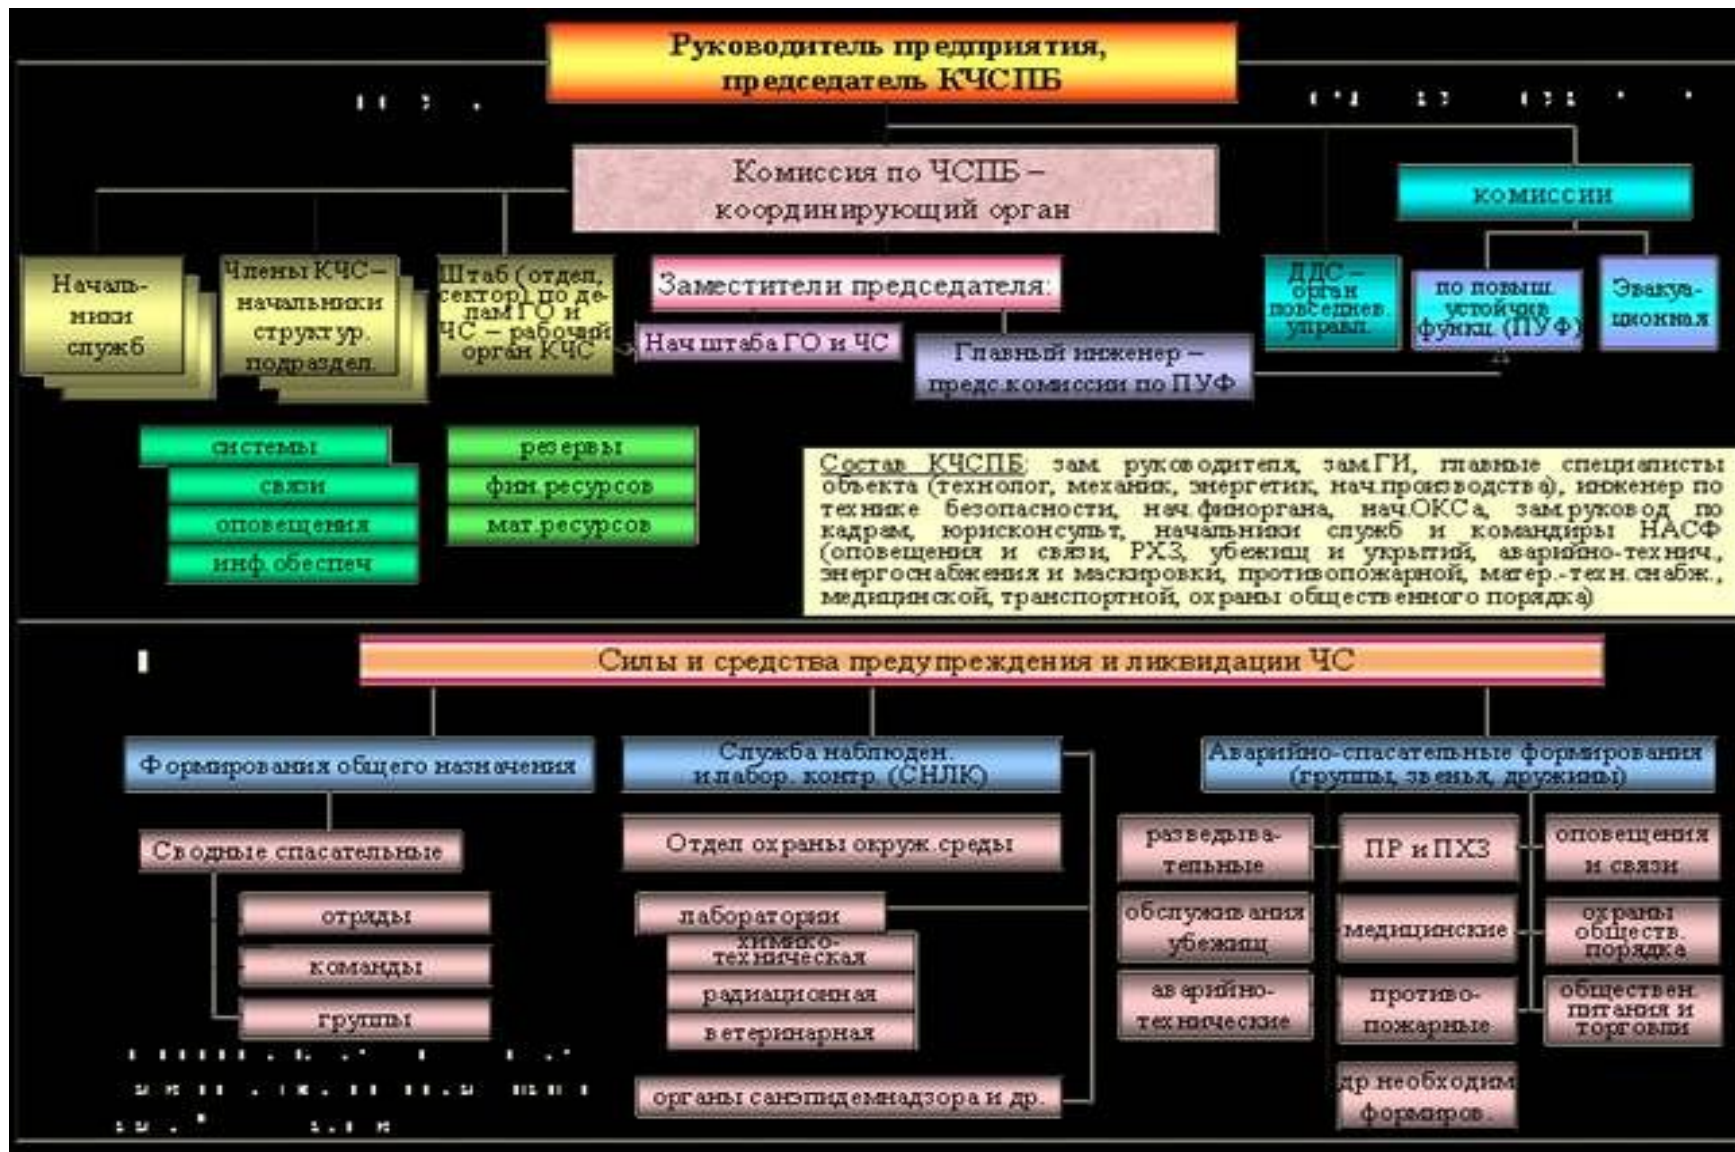 Руководитель предприятия,
председатель КЧСПБ
Комиссия по ЧСПБ –
координирующий орган
комиссии
Началь-
ники
служб
Члены КЧС –
начальники
структур.
подраздел.
Штаб (отдел,
сектор) по де-
лам ГО и
ЧС – рабочий
орган КЧС
Заместители председателя:
Нач штаба ГО и ЧС
Главный инженер –
предс.комиссии по ПУФ
ДДС –
орган
повседнев.
управл.
по повыш.
устойчив
функц. (ПУФ)
Эвакуа-
ционная
системы
связи
оповещения
инф.обеспеч
резервы
фин.ресурсов
мат.ресурсов
Состав КЧСПБ: зам. руководителя, зам.ГИ, главные специалисты
объекта (технолог, механик, энергетик, нач.производства), инженер по
технике безопасности, нач.финоргана, нач.ОКСа, зам.руковод по
кадрам, юрисконсульт, начальники служб и командиры НАСФ
(оповещения и связи, РХЗ, убежищ и укрытий, аварийно-технич.,
энергоснабжения и маскировки, противопожарной, матер.-техн.снабж.,
медицинской, транспортной, охраны общественного порядка)
Силы и средства предупреждения и ликвидации ЧС
Формирования общего назначения
Сводные спасательные
отряды
команды
группы
Служба наблюден.
и лабор. контр. (СНЛК)
Отдел охраны окруж.среды
лаборатории
химико-
техническая
радиационная
ветеринарная
органы санэпидемнадзора и др.
Аварийно-спасательные формирования
(группы, звенья, дружины)
разведыва-
тельные
ПР и ПХЗ
оповещения
и связи
обслуживания
убежищ
медицинские
охраны
обществ.
порядка
аварийно-
технические
противо-
пожарные
обществен.
питания и
торговли
др.необходим
формиров.